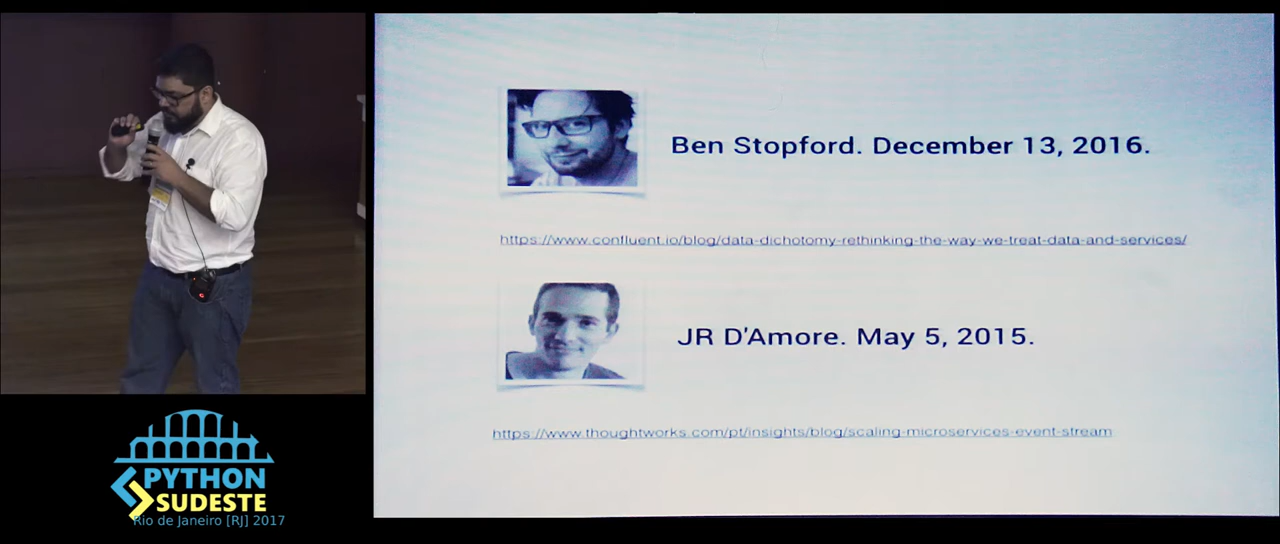 Ben Stopford. December 13, 2016.
https://www.confluent.io/blog/data-dichotomy-rethinking-the-way-we-treat-data-and-services/
JR D'Amore. May 5, 2015.
https://www.thoughtworks.com/pt/insights/blog/scaling-microservices-event-stream
PYTHON
SUDESTE
Rio de Janeiro [RJ] 2017